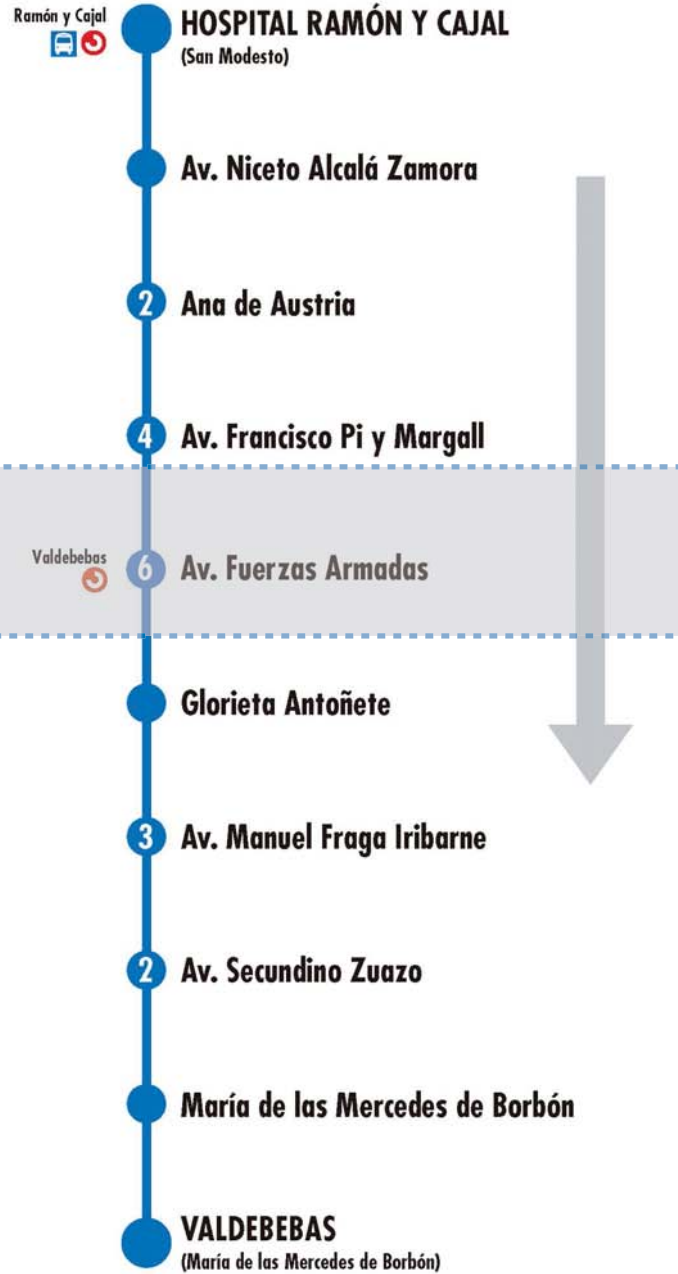 Ramón y Cajal
HOSPITAL RAMÓN Y CAJAL
(San Modesto)
Av. Niceto Alcalá Zamora
2 Ana de Austria
4 Av. Francisco Pi y Margall
Valdebebas
6 Av. Fuerzas Armadas
Glorieta Antoñete
3 Av. Manuel Fraga Iribarne
2 Av. Secundino Zuazo
María de las Mercedes de Borbón
VALDEBEBAS
(María de las Mercedes de Borbón)